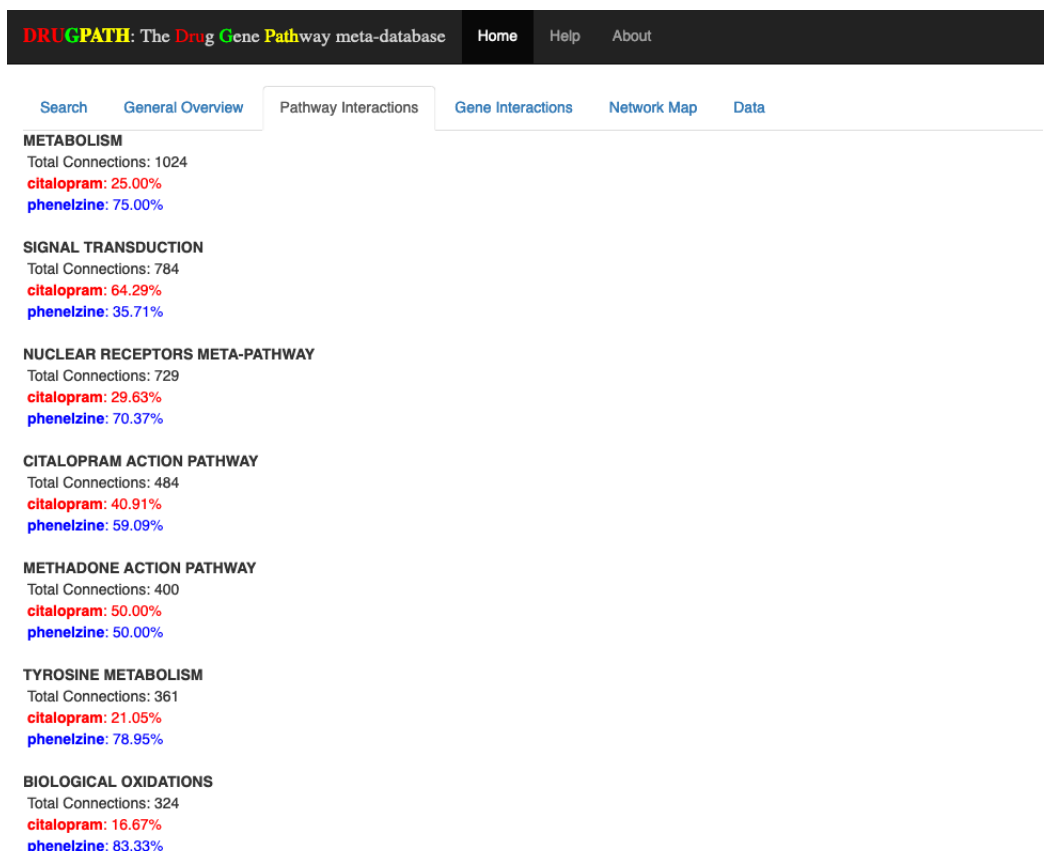 DRUGPATH: The Drug Gene Pathway meta-database Home Help About
Search General Overview Pathway Interactions Gene Interactions Network Map Data
METABOLISM
Total Connections: 1024
citalopram: 25.00%
phenelzine: 75.00%
SIGNAL TRANSDUCTION
Total Connections: 784
citalopram: 64.29%
phenelzine: 35.71%
NUCLEAR RECEPTORS META-PATHWAY
Total Connections: 729
citalopram: 29.63%
phenelzine: 70.37%
CITALOPRAM ACTION PATHWAY
Total Connections: 484
citalopram: 40.91%
phenelzine: 59.09%
METHADONE ACTION PATHWAY
Total Connections: 400
citalopram: 50.00%
phenelzine: 50.00%
TYROSINE METABOLISM
Total Connections: 361
citalopram: 21.05%
phenelzine: 78.95%
BIOLOGICAL OXIDATIONS
Total Connections: 324
citalopram: 16.67%
phenelzine: 83.33%